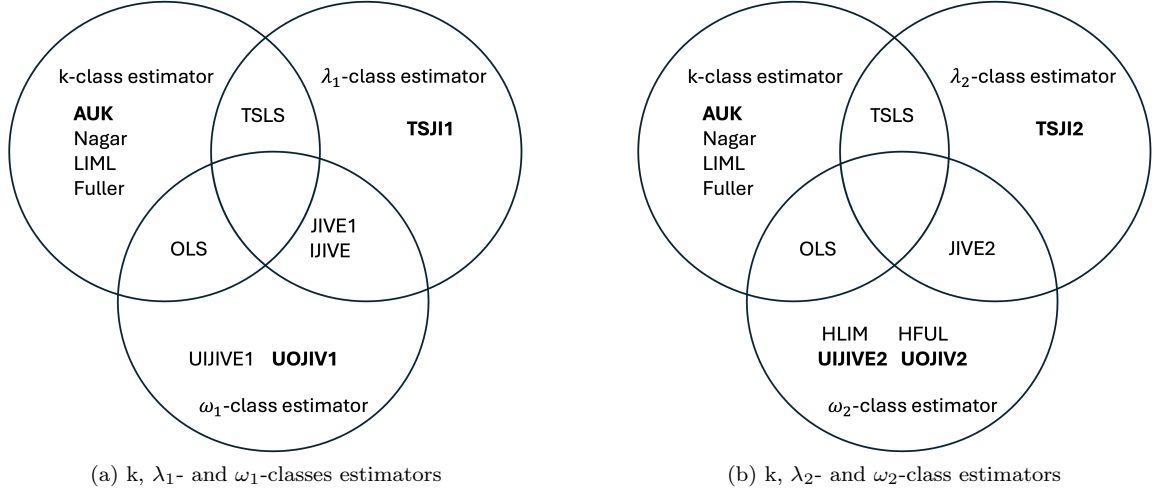 k-class estimator
λ₁-class estimator
AUK
Nagar
LIML
Fuller
TSLS
TSJI1
OLS
JIVE1
IJIVE
UIJIVE1 UOJIV1
ω₁-class estimator
(a) k, λ₁- and ω₁-classes estimators
k-class estimator
λ₂-class estimator
AUK
Nagar
LIML
Fuller
TSLS
TSJI2
OLS
JIVE2
HLIM HFUL
UIJIVE2 UOJIV2
ω₂-class estimator
(b) k, λ₂- and ω₂-class estimators